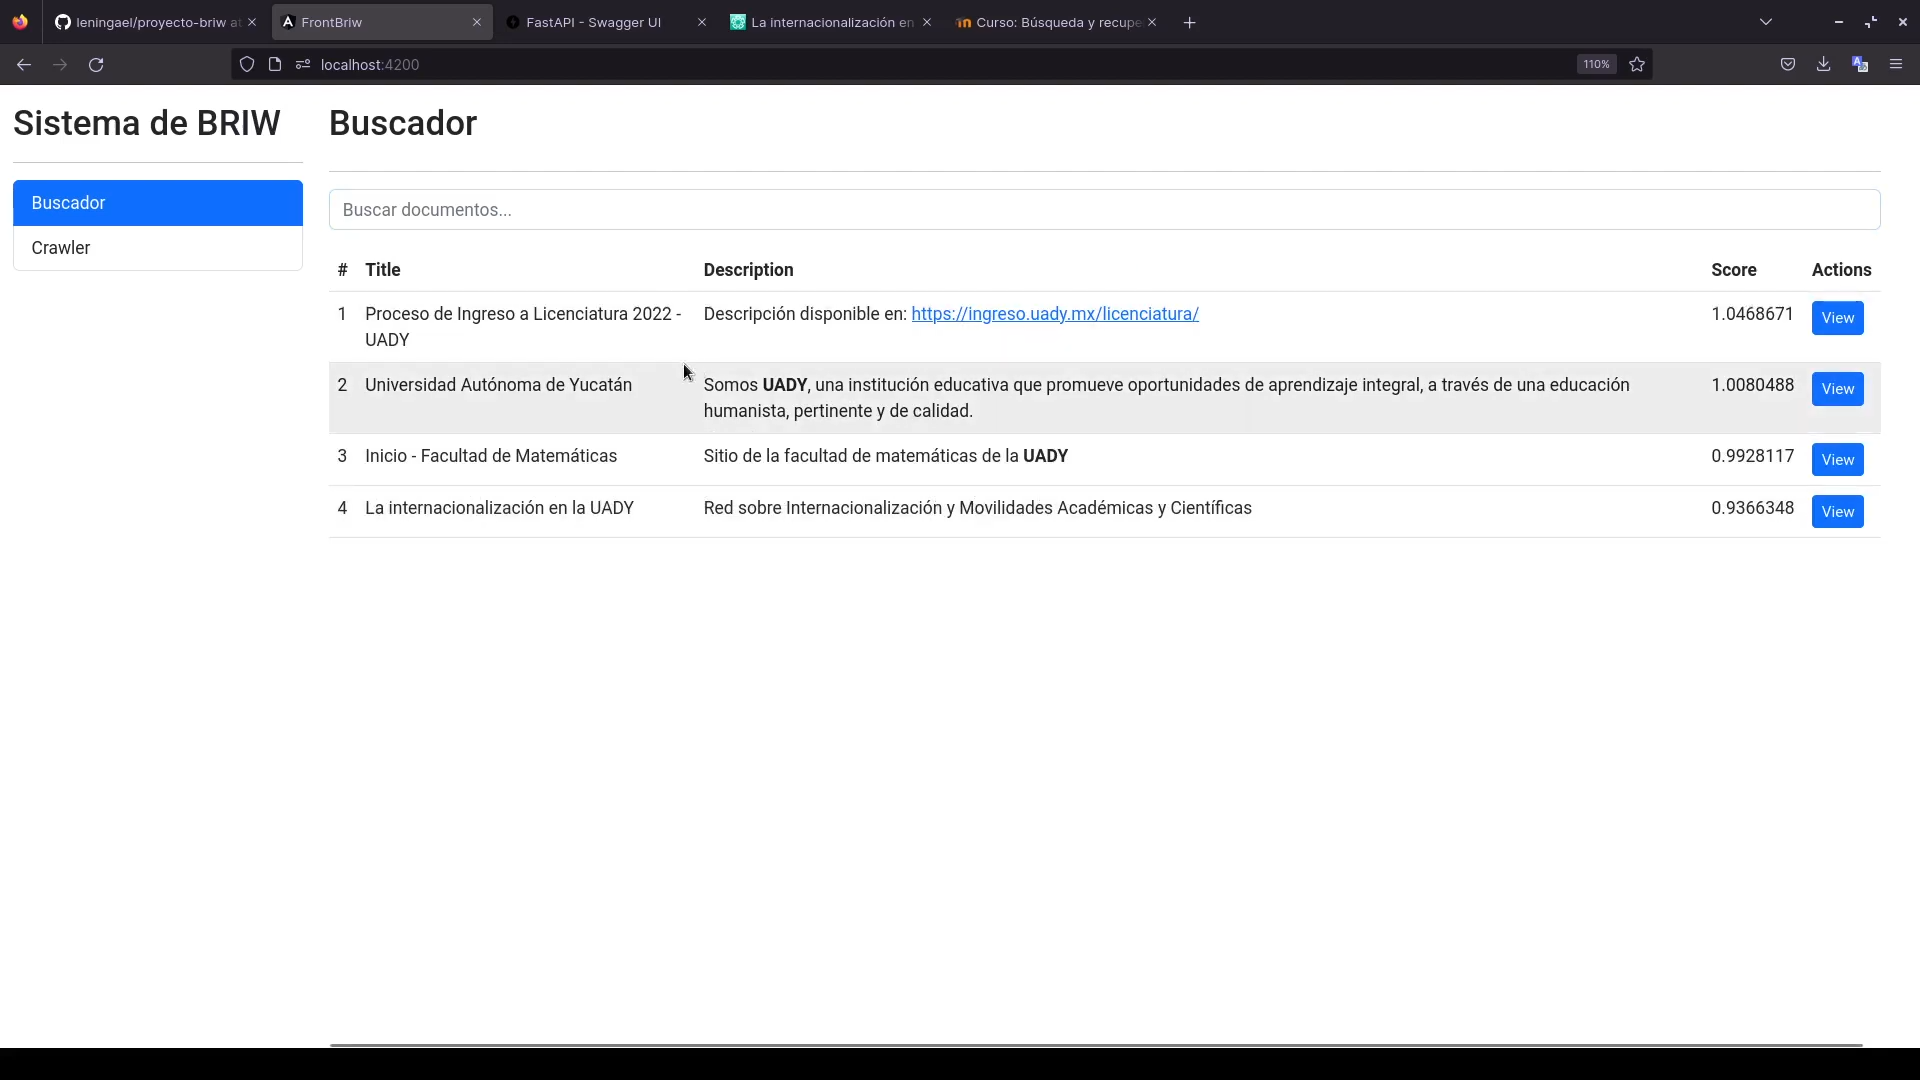 leningael/proyecto-briw at
FrontBriw
FastAPI - Swagger UI
La internacionalización en
Curso: Búsqueda y recupe
localhost:4200
110%
Sistema de BRIW
Buscador
Crawler
Buscador
Buscar documentos...
# Title Description Score Actions
1 Proceso de Ingreso a Licenciatura 2022 - Descripción disponible en: https://ingreso.uady.mx/licenciatura/ 1.0468671 View
UADY
2 Universidad Autónoma de Yucatán Somos UADY, una institución educativa que promueve oportunidades de aprendizaje integral, a través de una educación 1.0080488 View
humanista, pertinente y de calidad.
3 Inicio - Facultad de Matemáticas Sitio de la facultad de matemáticas de la UADY 0.9928117 View
4 La internacionalización en la UADY Red sobre Internacionalización y Movilidades Académicas y Científicas 0.9366348 View